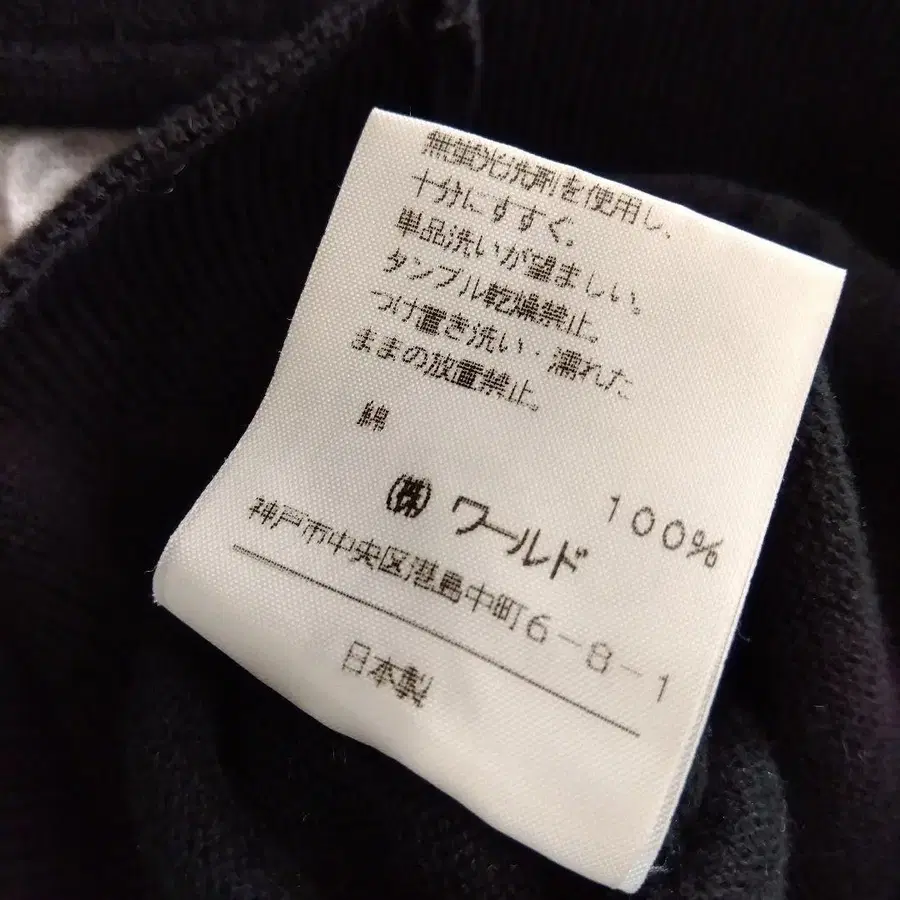 無蛍光洗剤を使用し、
十分にすすぐ。
単品洗いが望ましい。
タンブル乾燥禁止。
つけ置き洗い・濡れた
ままの放置禁止。
綿 100%
㈱ ワールド
神戸市中央区港島中町6-8-1
日本製